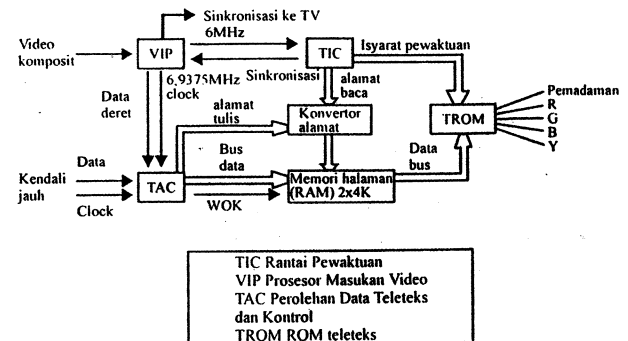 Sinkronisasi ke TV
6MHz
Video
komposit
VIP
TIC
Isyarat pewaktuan
6,9375MHz
clock
Sinkronisasi
alamat
baca
Data
deret
alamat
tulis
Konvertor
alamat
TROM
Pemadaman
R
G
B
Y
Data
Kendali
jauh
Clock
TAC
Bus
data
WOK
Memori halaman
(RAM) 2x4K
Data
bus
TIC Rantai Pewaktuan
VIP Prosesor Masukan Video
TAC Perolehan Data Teleteks
dan Kontrol
TROM ROM teleteks